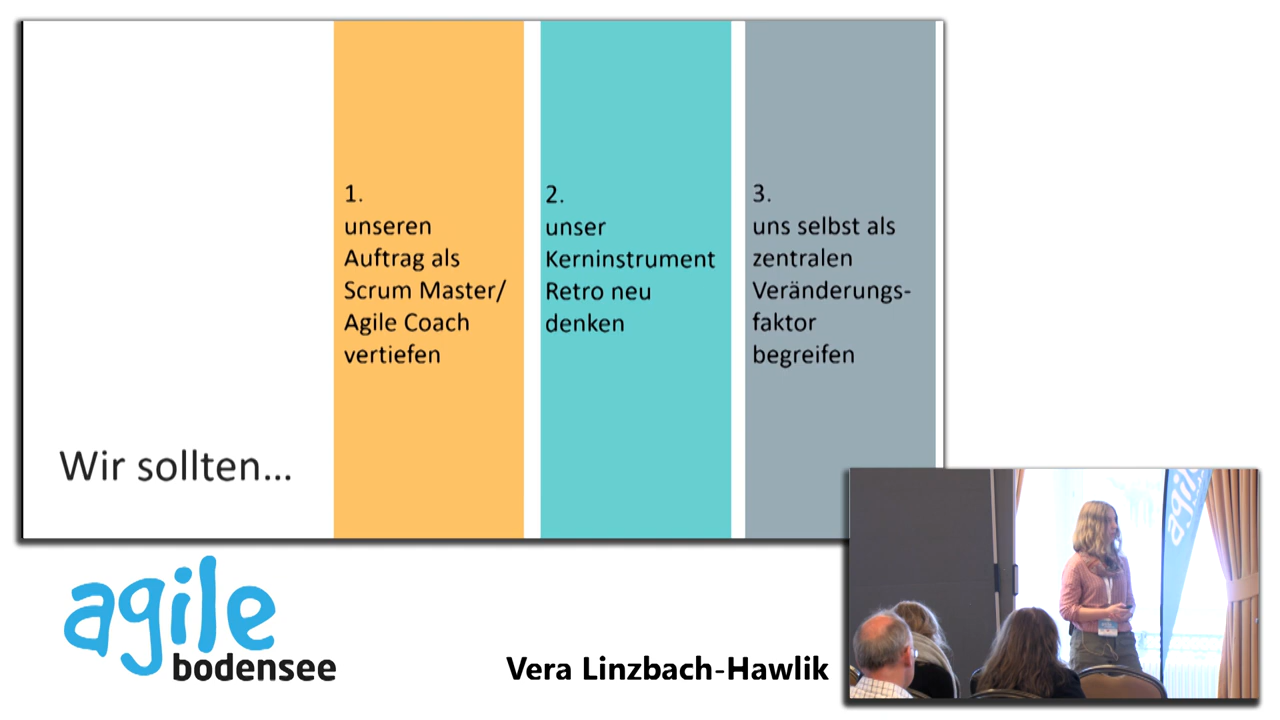 1.
unseren
Auftrag als
Scrum Master/
Agile Coach
vertiefen
2.
unser
Kerninstrument
Retro neu
denken
3.
uns selbst als
zentralen
Veränderungs-
faktor
begreifen
Wir sollten...
agile
bodensee
Vera Linzbach-Hawlik
agile